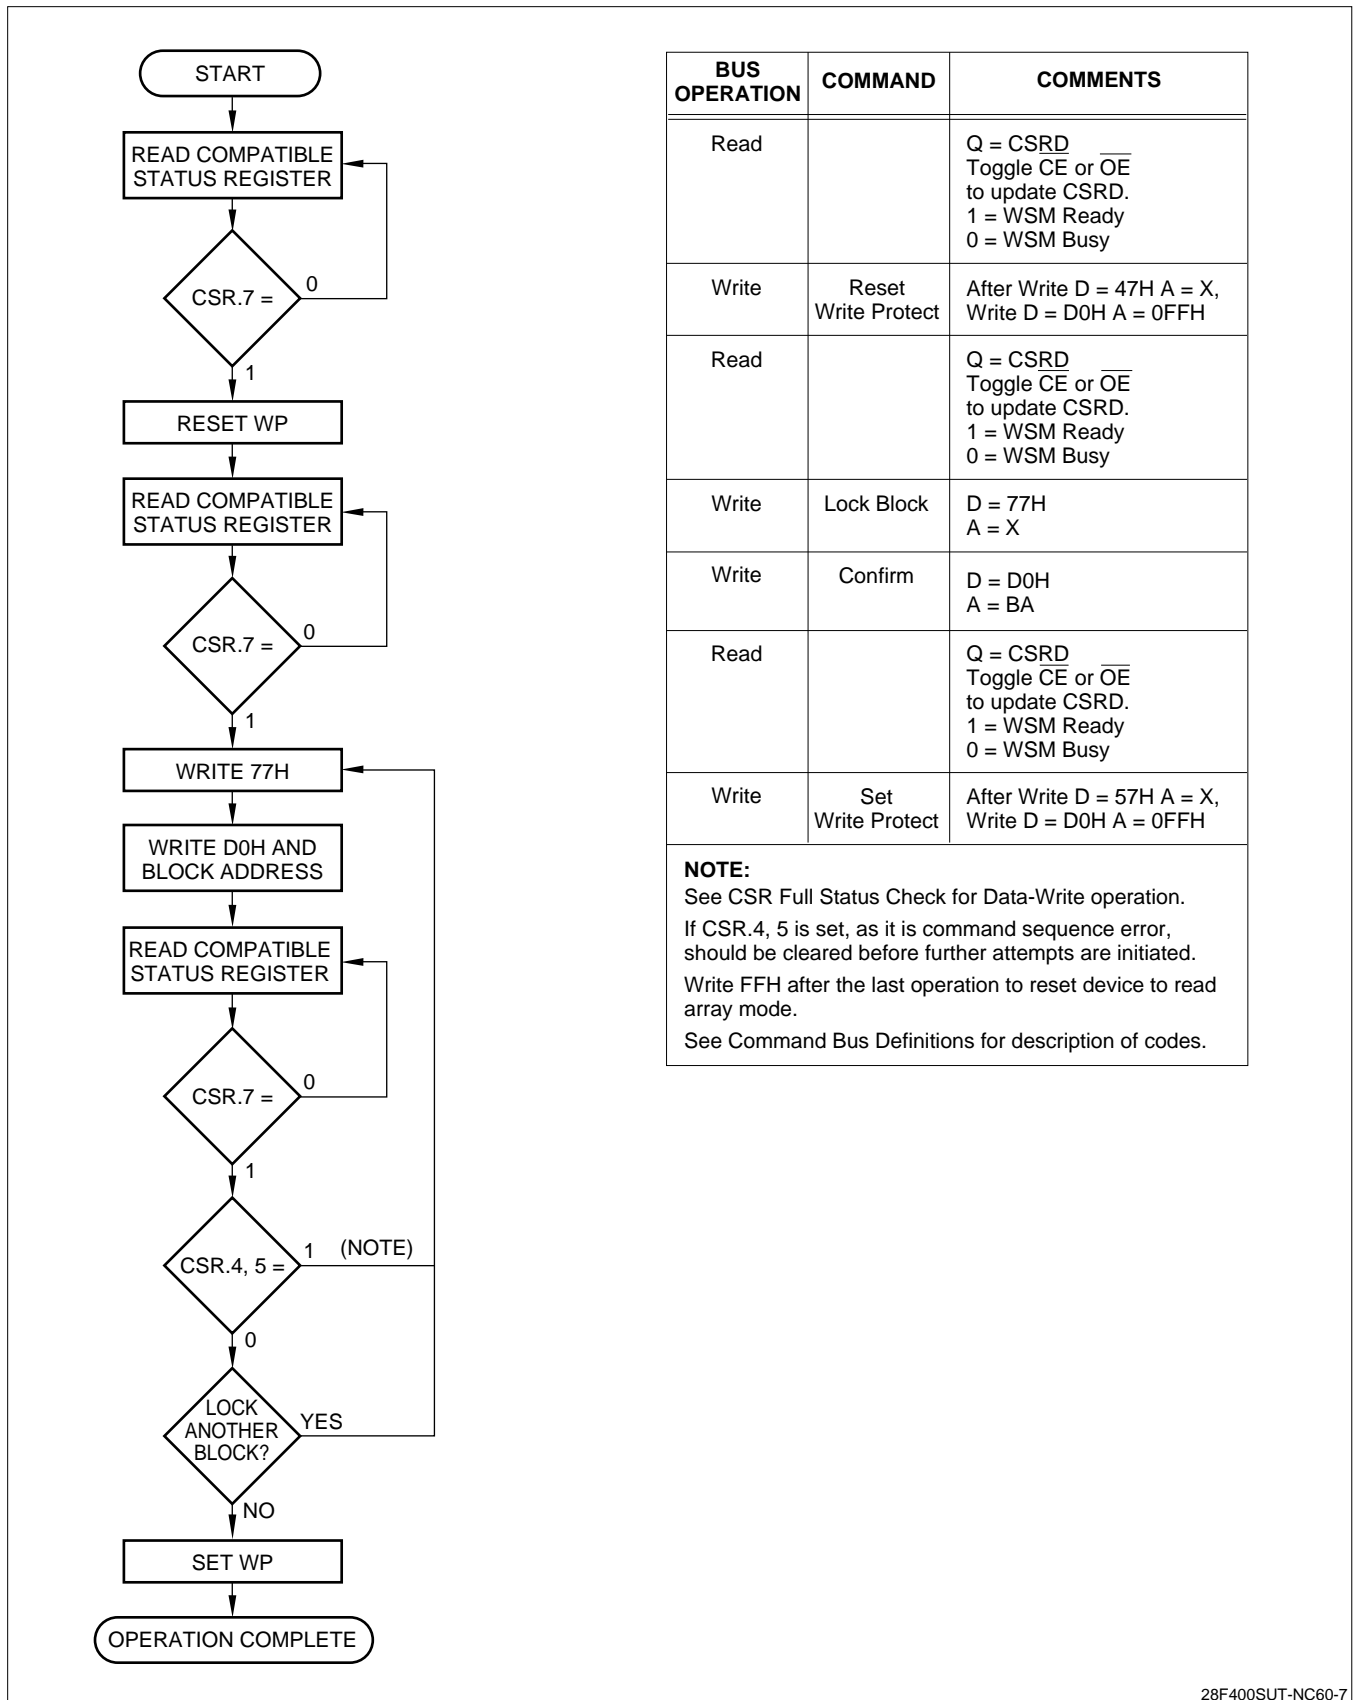 START
READ COMPATIBLE
STATUS REGISTER
CSR.7 =
0
1
RESET WP
READ COMPATIBLE
STATUS REGISTER
CSR.7 =
0
1
WRITE 77H
WRITE D0H AND
BLOCK ADDRESS
READ COMPATIBLE
STATUS REGISTER
CSR.7 =
0
1
CSR.4, 5 =
1 (NOTE)
0
LOCK
ANOTHER
BLOCK?
YES
NO
SET WP
OPERATION COMPLETE
BUS
OPERATION
COMMAND
COMMENTS
Read
Q = CSRD
Toggle C̅E̅ or O̅E̅
to update CSRD.
1 = WSM Ready
0 = WSM Busy
Write
Reset
Write Protect
After Write D = 47H A = X,
Write D = D0H A = 0FFH
Read
Q = CSRD
Toggle C̅E̅ or O̅E̅
to update CSRD.
1 = WSM Ready
0 = WSM Busy
Write
Lock Block
D = 77H
A = X
Write
Confirm
D = D0H
A = BA
Read
Q = CSRD
Toggle C̅E̅ or O̅E̅
to update CSRD.
1 = WSM Ready
0 = WSM Busy
Write
Set
Write Protect
After Write D = 57H A = X,
Write D = D0H A = 0FFH
NOTE:
See CSR Full Status Check for Data-Write operation.
If CSR.4, 5 is set, as it is command sequence error,
should be cleared before further attempts are initiated.
Write FFH after the last operation to reset device to read
array mode.
See Command Bus Definitions for description of codes.
28F400SUT-NC60-7